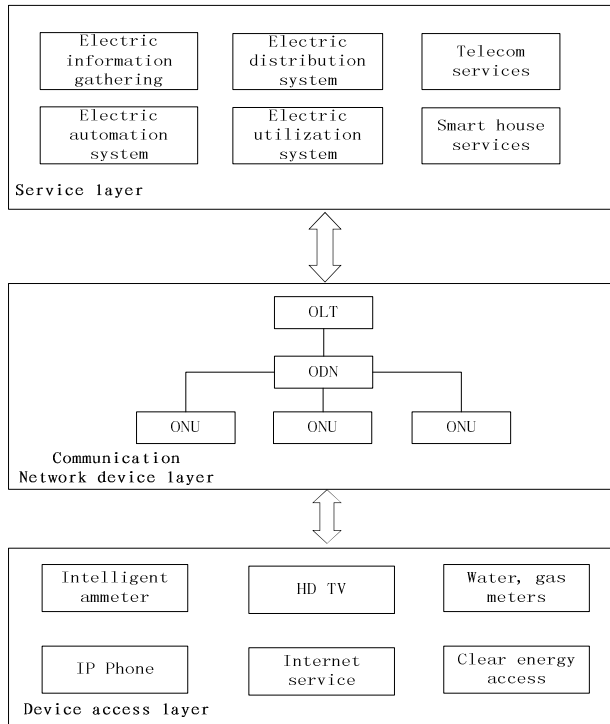 Electric
information
gathering
Electric
distribution
system
Telecom
services
Electric
automation
system
Electric
utilization
system
Smart house
services
Service layer
OLT
ODN
ONU
ONU
ONU
Communication
Network device layer
Intelligent
ammeter
HD TV
Water, gas
meters
IP Phone
Internet
service
Clear energy
access
Device access layer